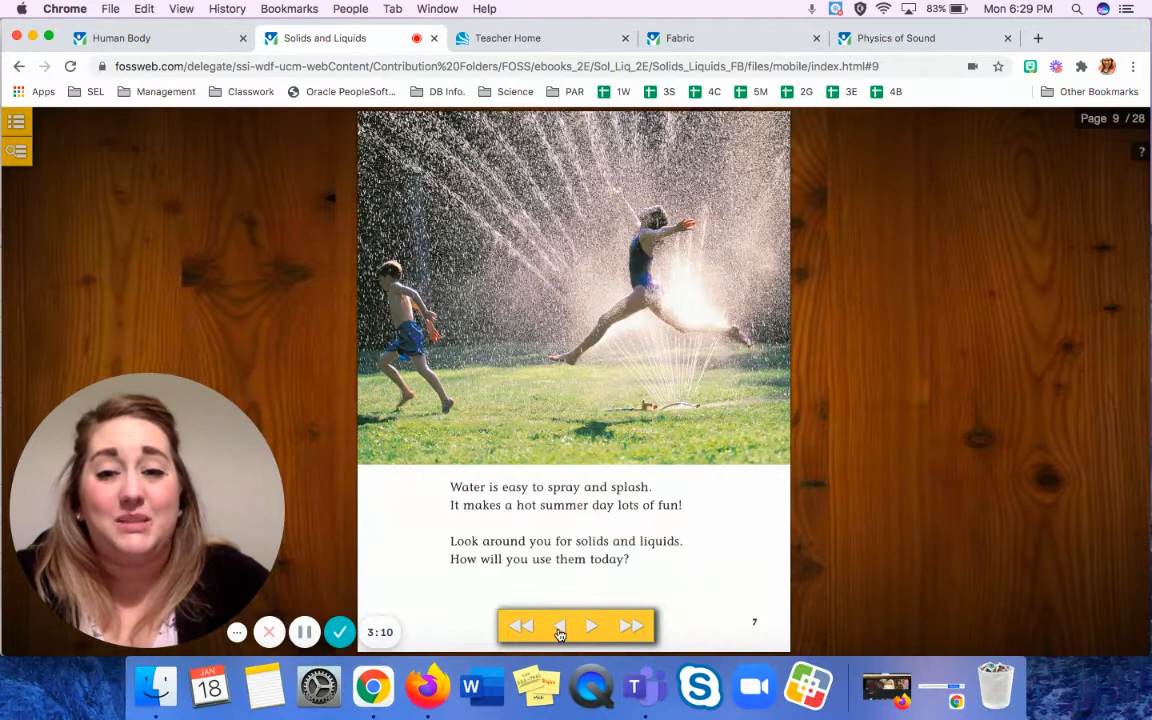 Chrome File Edit View History Bookmarks People Tab Window Help 83% Mon 6:29 PM
Human Body Solids and Liquids Teacher Home Fabric Physics of Sound
fossweb.com/delegate/ssi-wdf-ucm-webContent/Contribution%20Folders/FOSS/ebooks_2E/Sol_Liq_2E/Solids_Liquids_FB/files/mobile/index.html#9
Apps SEL Management Classwork Oracle PeopleSoft... DB Info. Science PAR 1W 3S 4C 5M 2G 3E 4B Other Bookmarks
Page 9 / 28
?
Water is easy to spray and splash.
It makes a hot summer day lots of fun!
Look around you for solids and liquids.
How will you use them today?
7
3:10
JAN
18
W
T
S